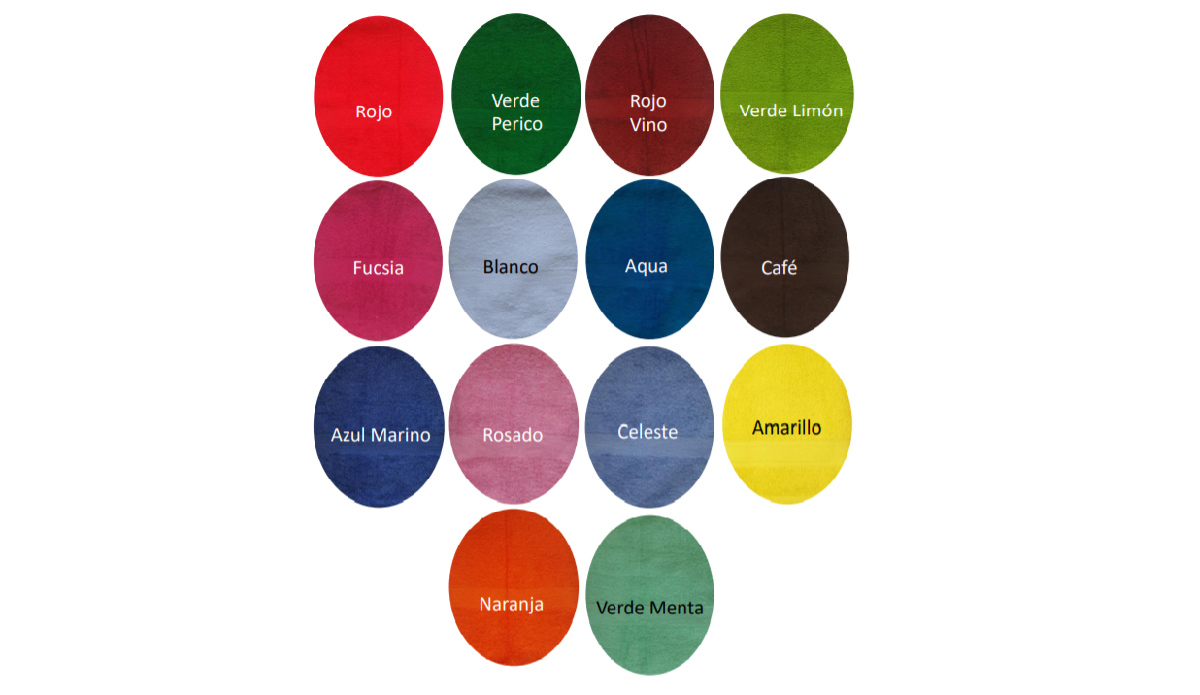 Rojo
Verde
Perico
Rojo
Vino
Verde Limón
Fucsia
Blanco
Aqua
Café
Azul Marino
Rosado
Celeste
Amarillo
Naranja
Verde Menta